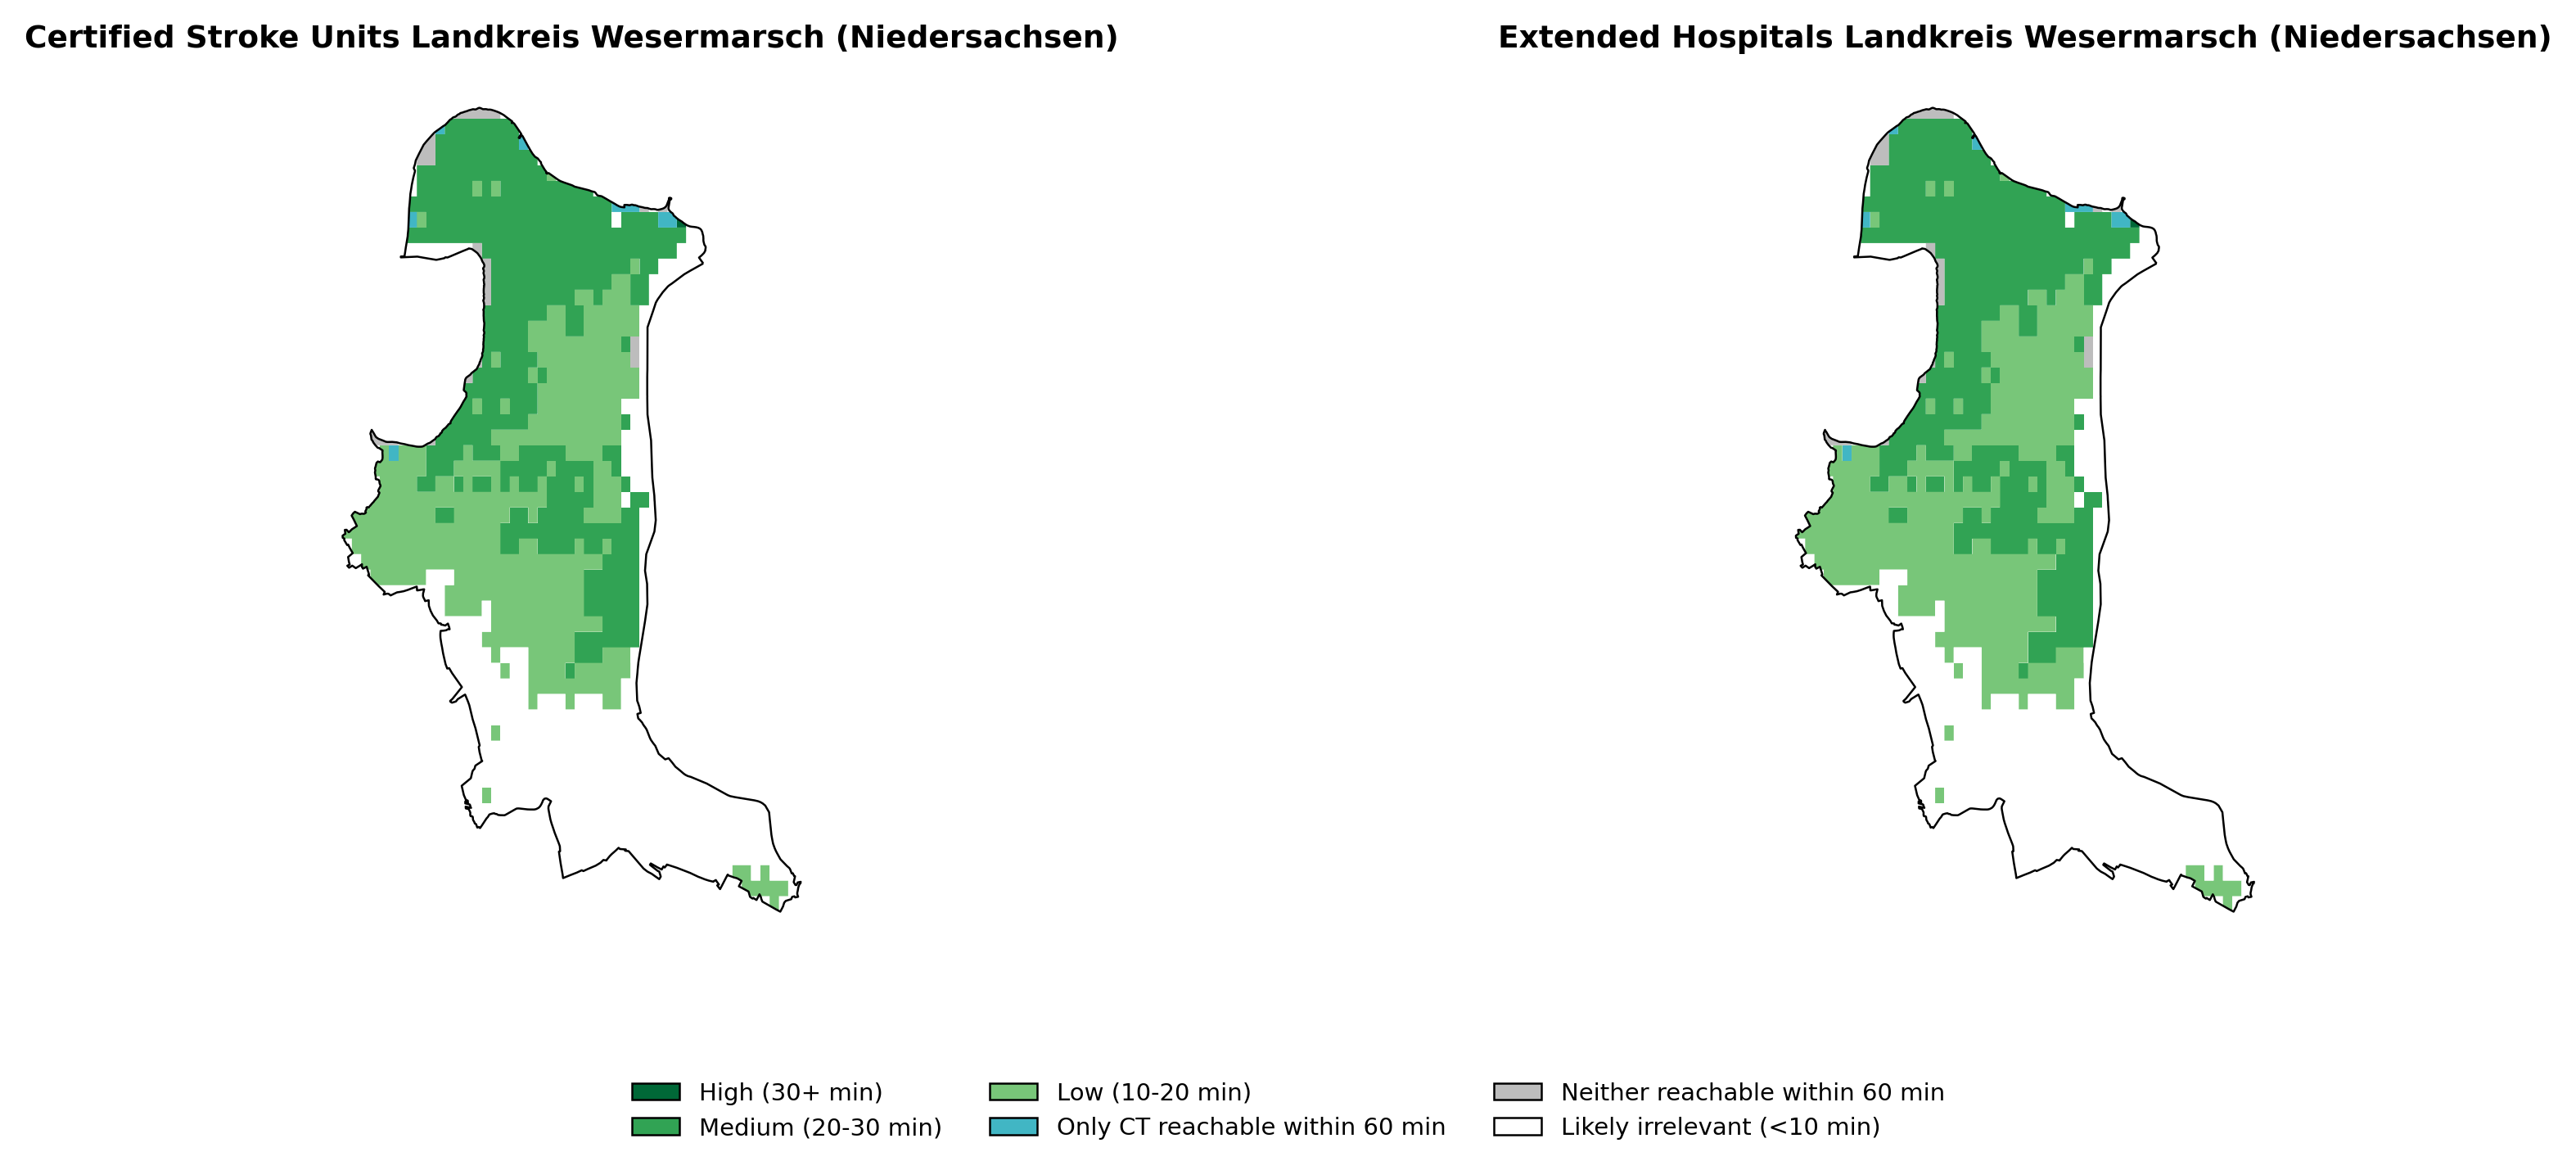 Certified Stroke Units Landkreis Wesermarsch (Niedersachsen)
Extended Hospitals Landkreis Wesermarsch (Niedersachsen)
High (30+ min)
Medium (20-30 min)
Low (10-20 min)
Only CT reachable within 60 min
Neither reachable within 60 min
Likely irrelevant (<10 min)